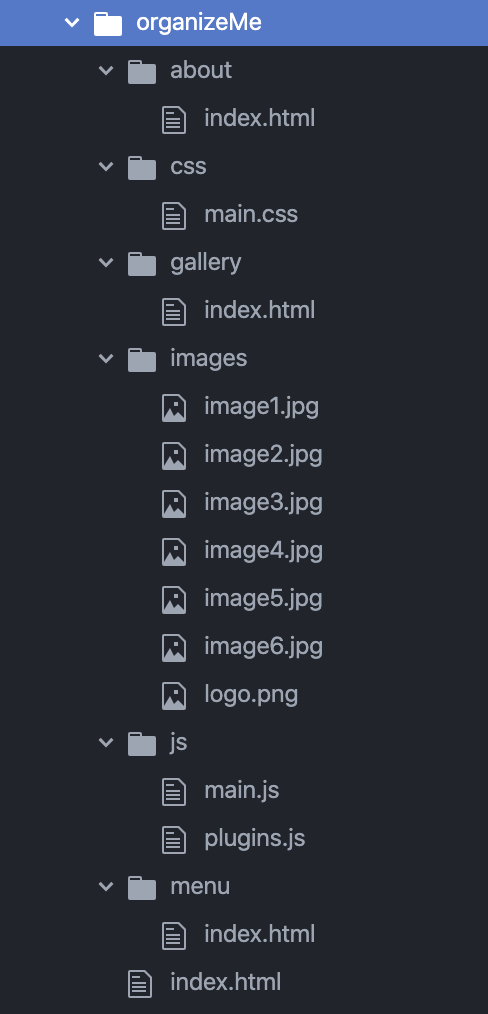 organizeMe
about
index.html
css
main.css
gallery
index.html
images
image1.jpg
image2.jpg
image3.jpg
image4.jpg
image5.jpg
image6.jpg
logo.png
js
main.js
plugins.js
menu
index.html
index.html